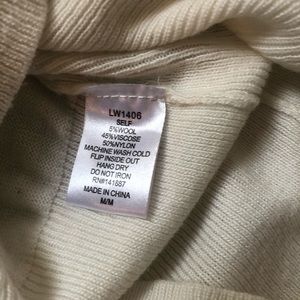 LW1406
SELF
5%WOOL
45%VISCOSE
50%NYLON
MACHINE WASH COLD
FLIP INSIDE OUT
HANG DRY
DO NOT IRON
RN#141887
MADE IN CHINA
M/M